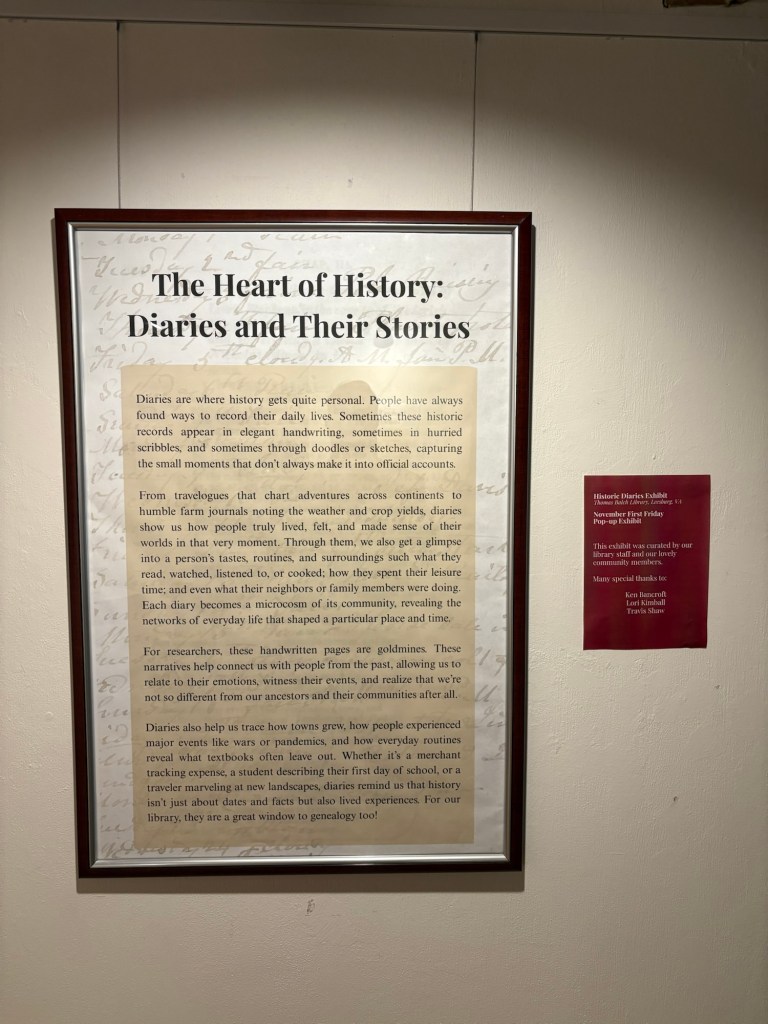 The Heart of History:
Diaries and Their Stories
Diaries are where history gets quite personal. People have always
found ways to record their daily lives. Sometimes these historic
records appear in elegant handwriting, sometimes in hurried
scribbles, and sometimes through doodles or sketches, capturing
the small moments that don't always make it into official accounts.
From travelogues that chart adventures across continents to
humble farm journals noting the weather and crop yields, diaries
show us how people truly lived, felt, and made sense of their
worlds in that very moment. Through them, we also get a glimpse
into a person's tastes, routines, and surroundings such what they
read, watched, listened to, or cooked; how they spent their leisure
time; and even what their neighbors or family members were doing.
Each diary becomes a microcosm of its community, revealing the
networks of everyday life that shaped a particular place and time.
For researchers, these handwritten pages are goldmines. These
narratives help connect us with people from the past, allowing us to
relate to their emotions, witness their events, and realize that we're
not so different from our ancestors and their communities after all.
Diaries also help us trace how towns grew, how people experienced
major events like wars or pandemics, and how everyday routines
reveal what textbooks often leave out. Whether it's a merchant
tracking expense, a student describing their first day of school, or a
traveler marveling at new landscapes, diaries remind us that history
isn't just about dates and facts but also lived experiences. For our
library, they are a great window to genealogy too!
Historic Diaries Exhibit
Thomas Balch Library, Leesburg, VA
November First Friday
Pop-up Exhibit
This exhibit was curated by our
library staff and our lovely
community members.
Many special thanks to:
Ken Bancroft
Lori Kimball
Travis Shaw